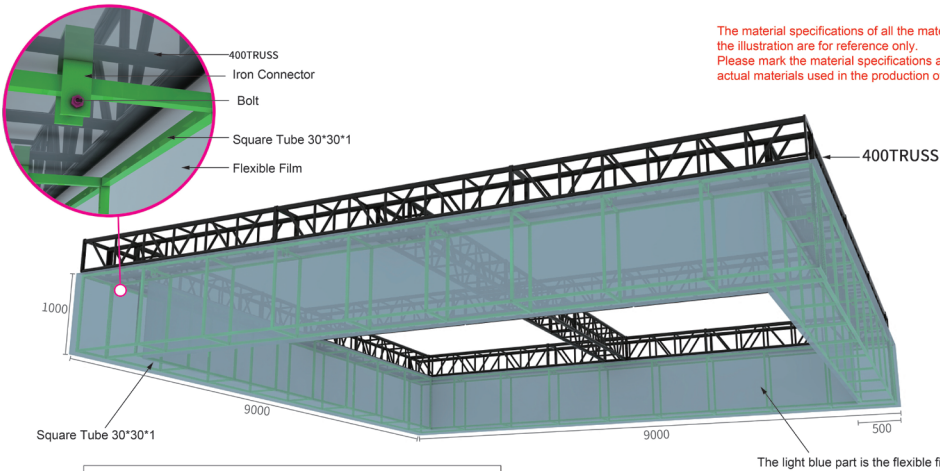 The material specifications of all the mate
the illustration are for reference only.
Please mark the material specifications a
actual materials used in the production o
400TRUSS
Iron Connector
Bolt
Square Tube 30*30*1
Flexible Film
400TRUSS
1000
9000
9000
500
Square Tube 30*30*1
The light blue part is the flexible fi